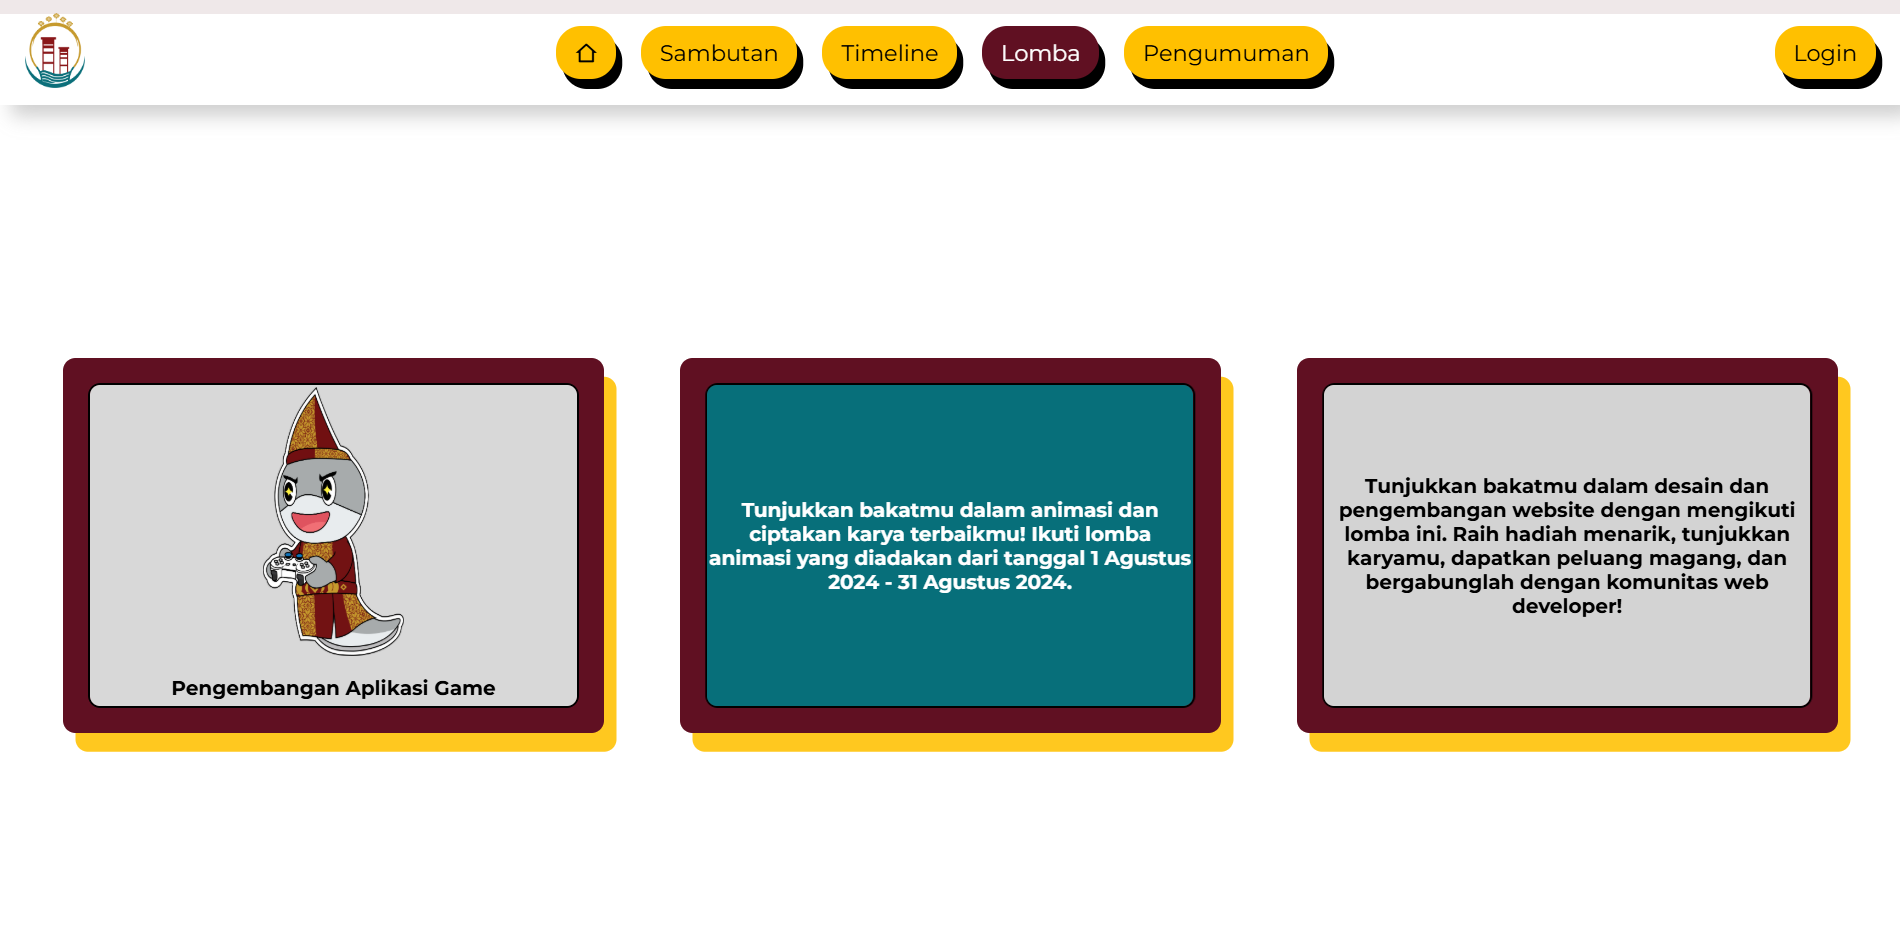 Sambutan
Timeline
Lomba
Pengumuman
Login
Pengembangan Aplikasi Game
Tunjukkan bakatmu dalam animasi dan
ciptakan karya terbaikmu! Ikuti lomba
animasi yang diadakan dari tanggal 1 Agustus
2024 - 31 Agustus 2024.
Tunjukkan bakatmu dalam desain dan
pengembangan website dengan mengikuti
lomba ini. Raih hadiah menarik, tunjukkan
karyamu, dapatkan peluang magang, dan
bergabunglah dengan komunitas web
developer!